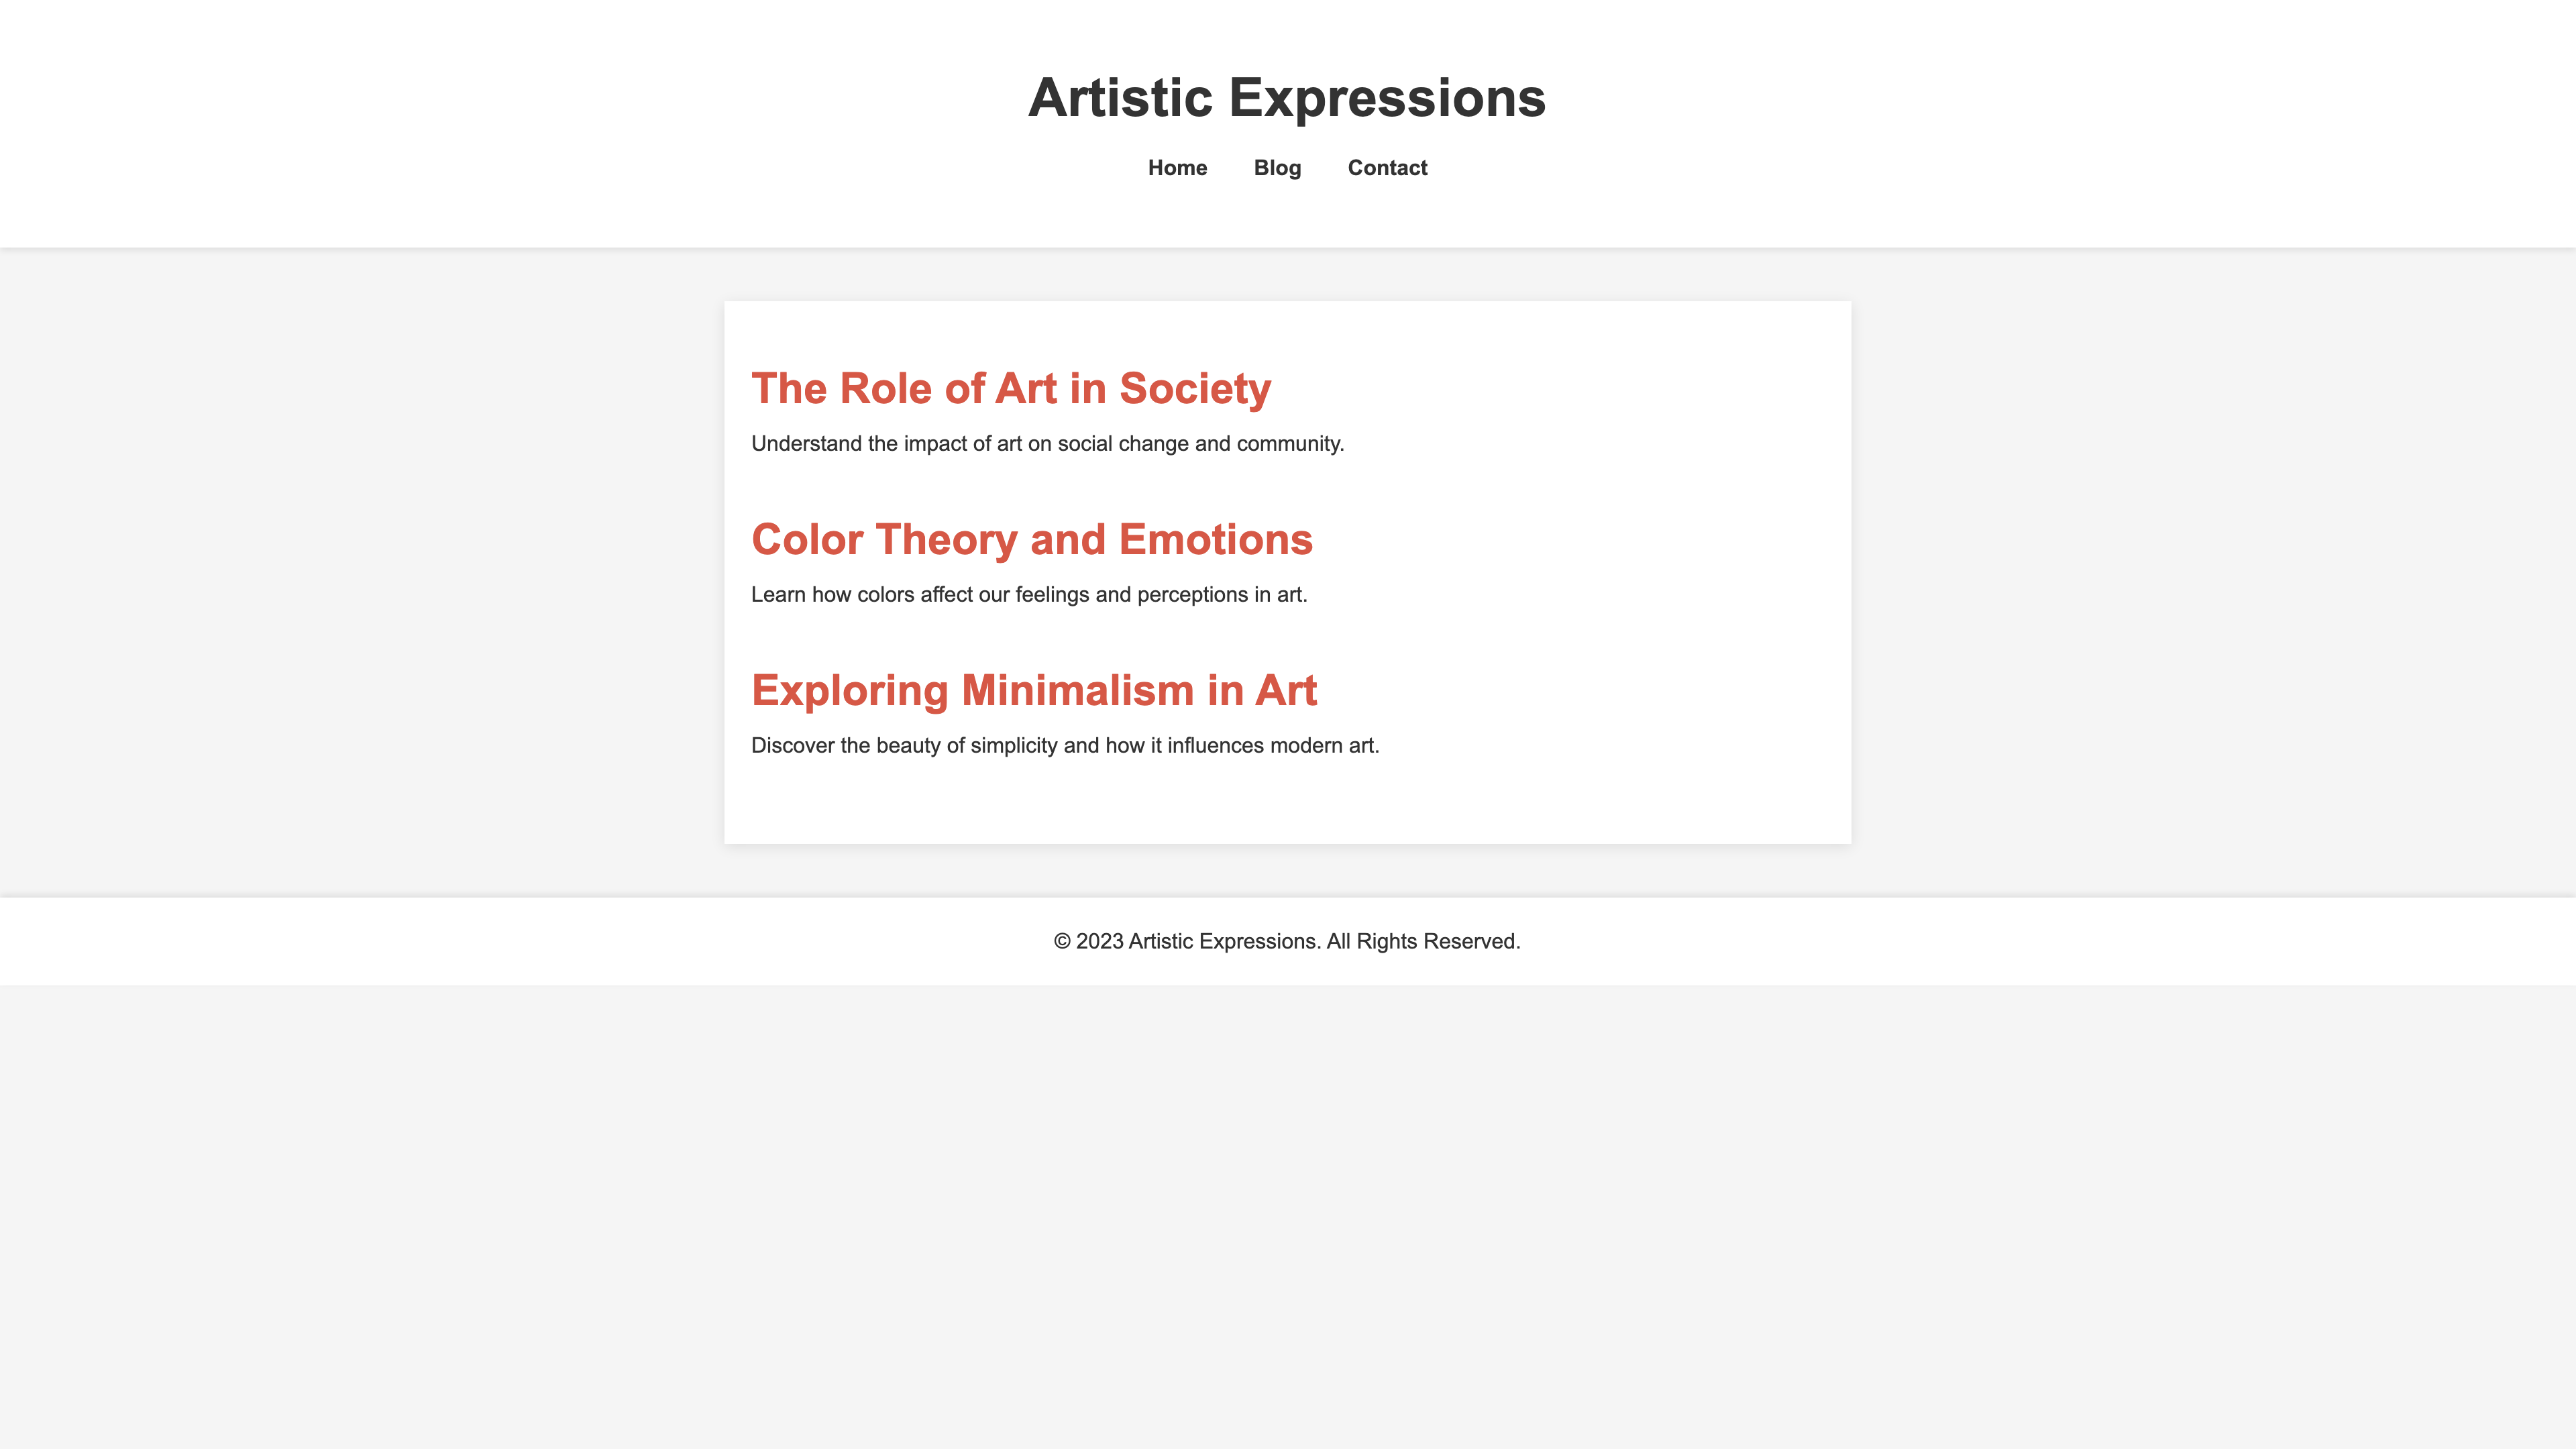 Artistic Expressions
Home Blog Contact
The Role of Art in Society
Understand the impact of art on social change and community.
Color Theory and Emotions
Learn how colors affect our feelings and perceptions in art.
Exploring Minimalism in Art
Discover the beauty of simplicity and how it influences modern art.
© 2023 Artistic Expressions. All Rights Reserved.